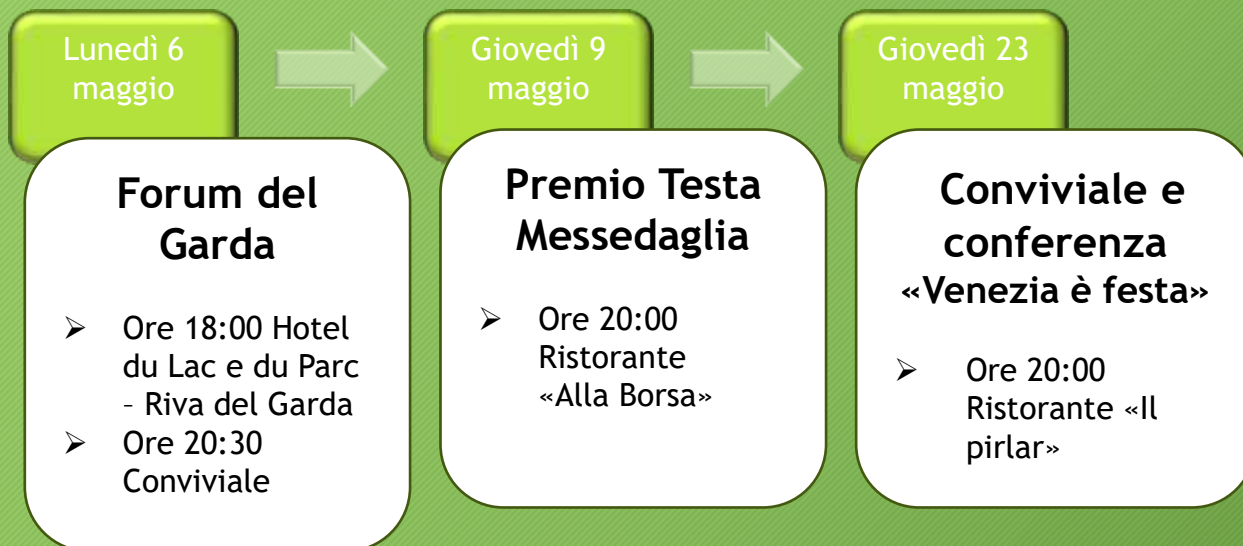 Lunedì 6
maggio
Forum del
Garda
➢ Ore 18:00 Hotel
du Lac e du Parc
– Riva del Garda
➢ Ore 20:30
Conviviale
Giovedì 9
maggio
Premio Testa
Messedaglia
➢ Ore 20:00
Ristorante
«Alla Borsa»
Giovedì 23
maggio
Conviviale e
conferenza
«Venezia è festa»
➢ Ore 20:00
Ristorante «Il
pirlar»